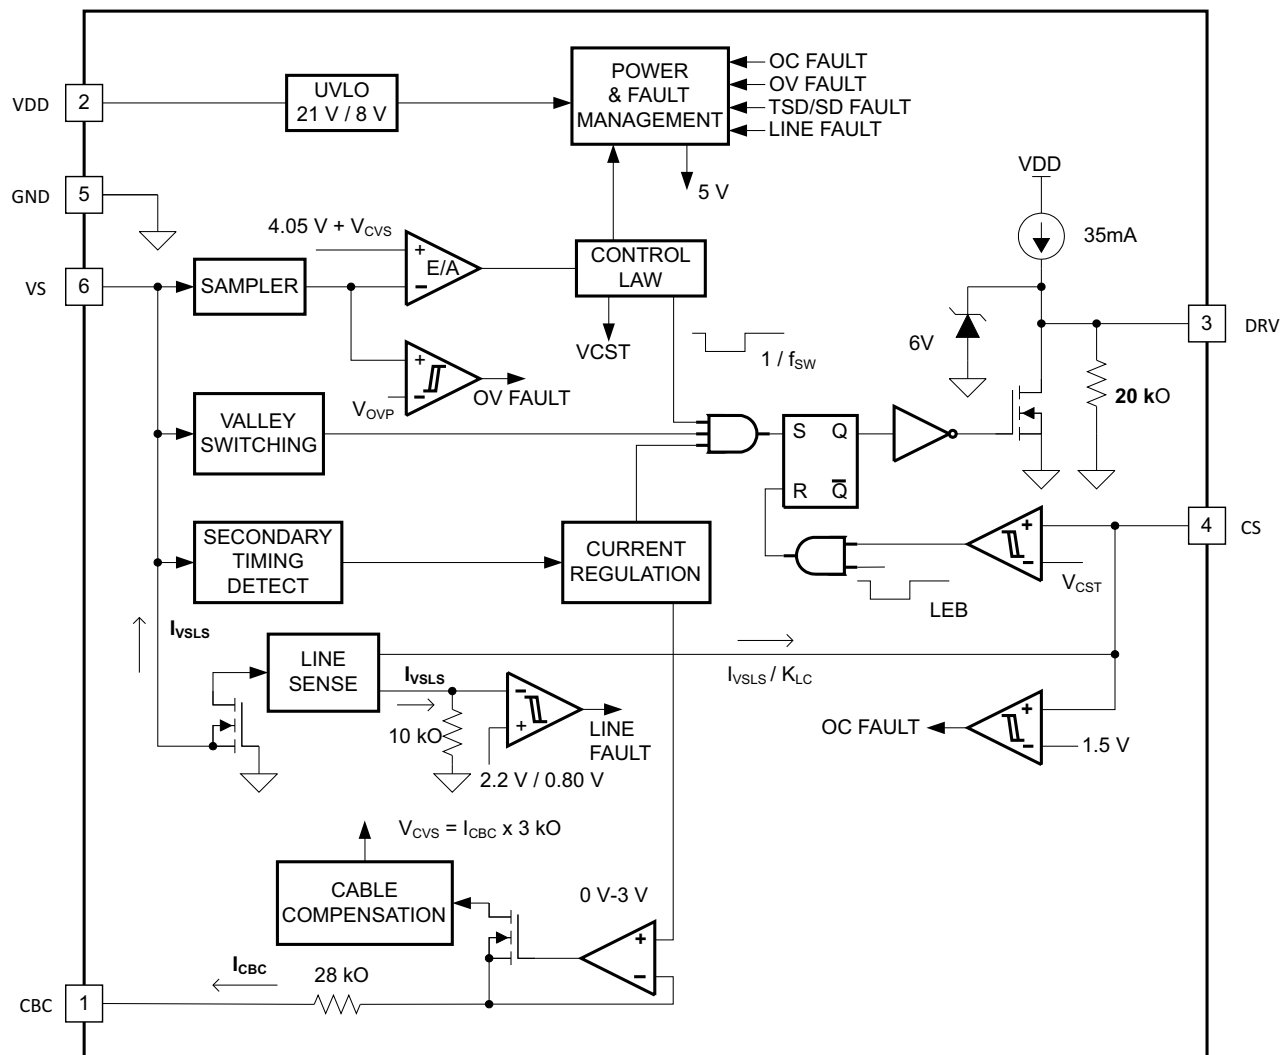 VDD
2
UVLO
21 V / 8 V
POWER
& FAULT
MANAGEMENT
OC FAULT
OV FAULT
TSD/SD FAULT
LINE FAULT
5 V
GND
5
VDD
35mA
4.05 V + VCVS
+
E/A
−
CONTROL
LAW
VS
6
SAMPLER
VCST
1 / fSW
6V
3
DRV
20 kO
+
−
VOVP
OV FAULT
VALLEY
SWITCHING
S Q
R Q
SECONDARY
TIMING
DETECT
CURRENT
REGULATION
+
−
4
CS
VCST
LEB
IVSLS
LINE
SENSE
IVSLS
IVSLS / KLC
10 kO
−
+
LINE
FAULT
2.2 V / 0.80 V
OC FAULT
+
−
1.5 V
VCVS = ICBC x 3 kO
CABLE
COMPENSATION
0 V-3 V
+
−
ICBC
28 kO
CBC
1